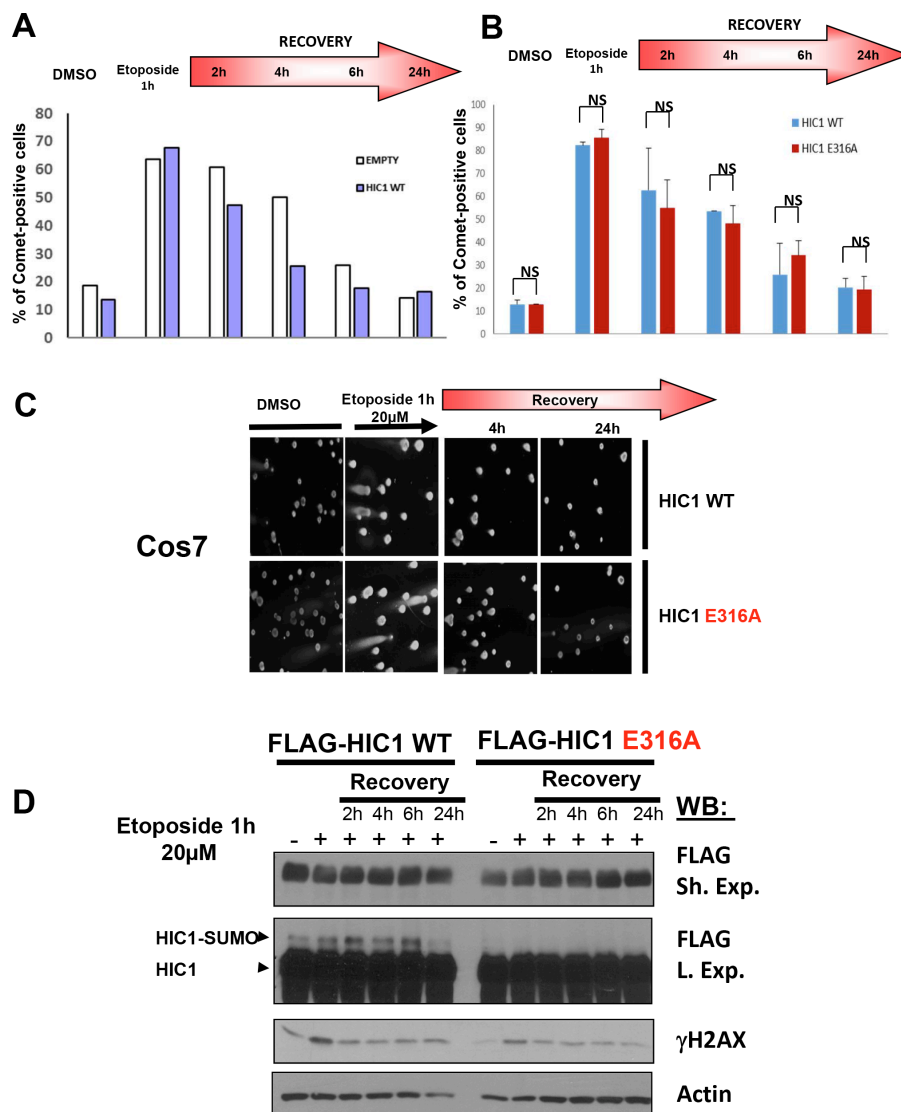 A
RECOVERY
DMSO
Etoposide
1h
2h
4h
6h
24h
% of Comet-positive cells
80
70
60
50
40
30
20
10
0
EMPTY
HIC1 WT
B
RECOVERY
DMSO
Etoposide
1h
2h
4h
6h
24h
% of Comet-positive cells
100
90
80
70
60
50
40
30
20
10
0
NS
NS
NS
NS
NS
NS
HIC1 WT
HIC1 E316A
C
DMSO
Etoposide 1h
20µM
Recovery
4h
24h
Cos7
HIC1 WT
HIC1 E316A
D
FLAG-HIC1 WT
FLAG-HIC1 E316A
Recovery
Recovery
WB:
2h 4h 6h 24h
2h 4h 6h 24h
Etoposide 1h
20µM
- + + + + +
- + + + + +
FLAG
Sh. Exp.
HIC1-SUMO
HIC1
FLAG
L. Exp.
γH2AX
Actin